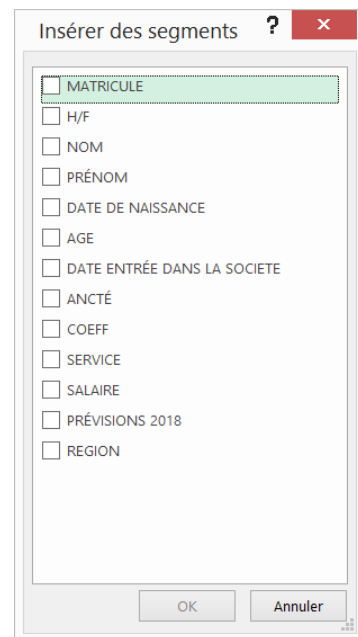 Insérer des segments ? ×
MATRICULE
H/F
NOM
PRÉNOM
DATE DE NAISSANCE
AGE
DATE ENTRÉE DANS LA SOCIETE
ANCTÉ
COEFF
SERVICE
SALAIRE
PRÉVISIONS 2018
REGION
OK Annuler